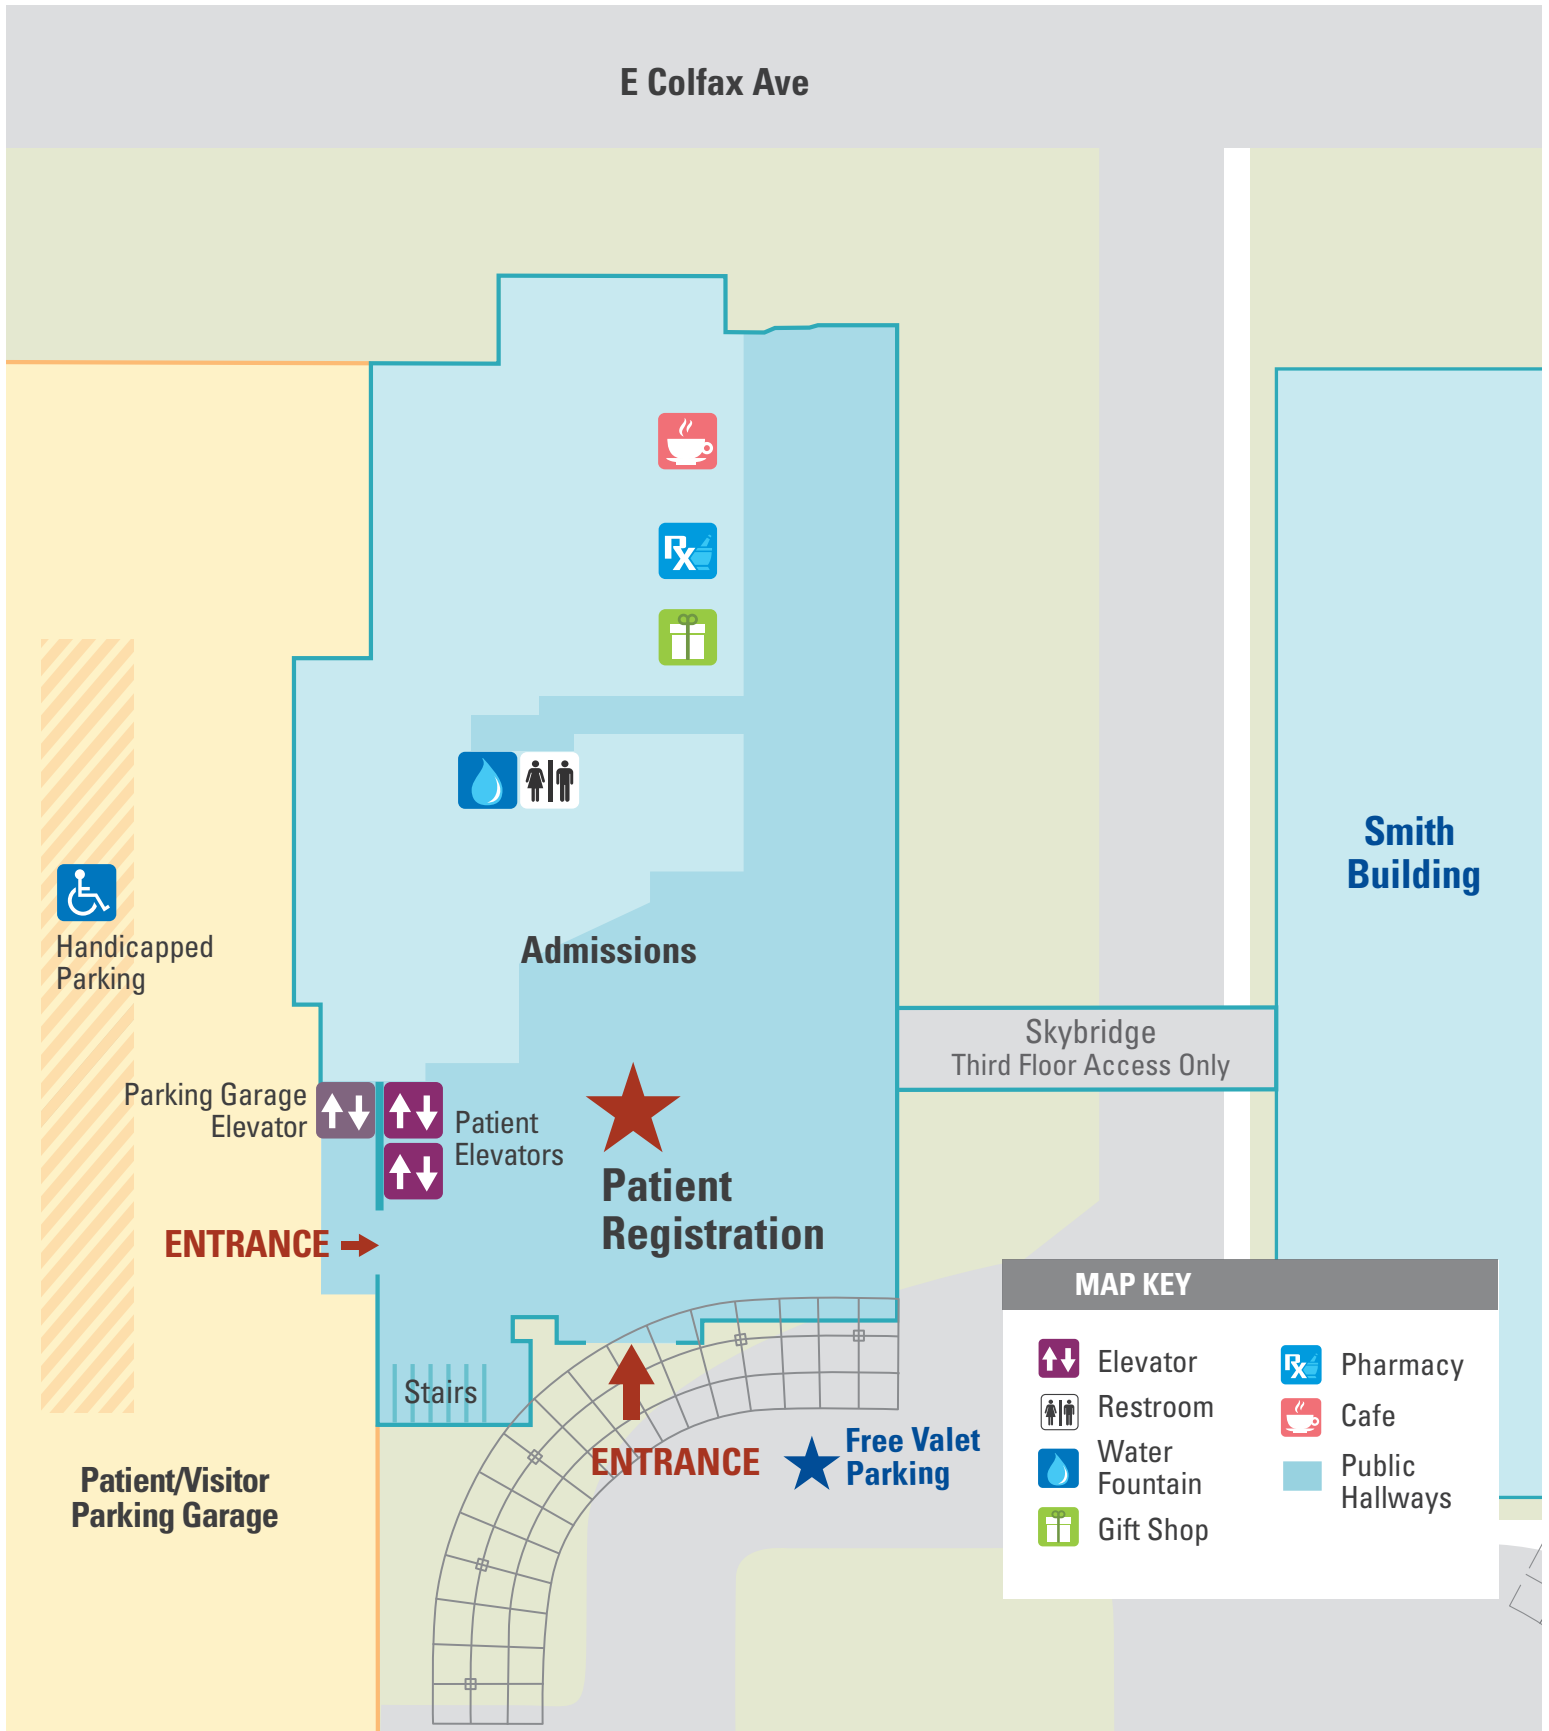 E Colfax Ave
Rx
Smith
Building
Handicapped
Parking
Admissions
Skybridge
Third Floor Access Only
Parking Garage
Elevator
Patient
Elevators
Patient
Registration
ENTRANCE
Stairs
ENTRANCE
Free Valet
Parking
Patient/Visitor
Parking Garage
MAP KEY
Elevator
Restroom
Water
Fountain
Gift Shop
Rx
Pharmacy
Cafe
Public
Hallways